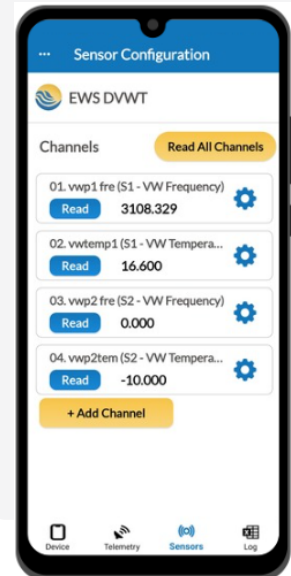 ... Sensor Configuration
EWS DVWT
Channels Read All Channels
01. vwp1 fre (S1 - VW Frequency)
Read 3108.329
02. vwtemp1 (S1 - VW Tempera...
Read 16.600
03. vwp2 fre (S2 - VW Frequency)
Read 0.000
04. vwp2tem (S2 - VW Tempera...
Read -10.000
+ Add Channel
Device Telemetry Sensors Log